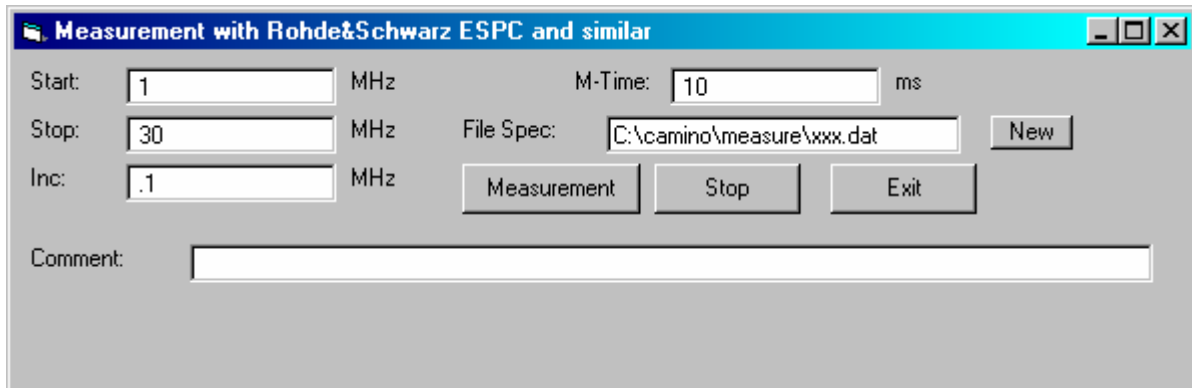 Measurement with Rohde&Schwarz ESPC and similar
Start: 1 MHz M-Time: 10 ms
Stop: 30 MHz File Spec: C:\camino\measure\xxx.dat New
Inc: .1 MHz Measurement Stop Exit
Comment: